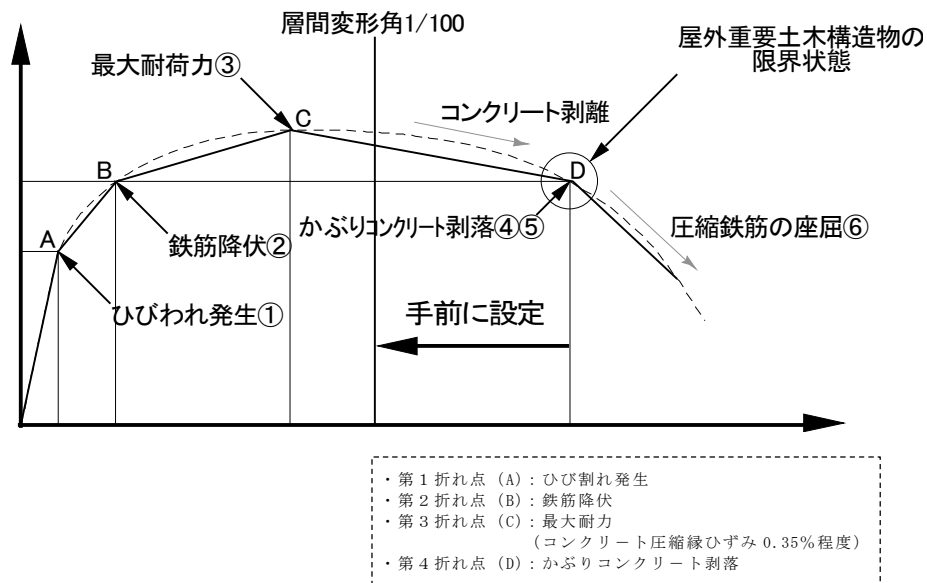 層間変形角1/100
屋外重要土木構造物の
限界状態
最大耐荷力③
C
コンクリート剥離
B
D
A
かぶりコンクリート剥落④⑤
圧縮鉄筋の座屈⑥
鉄筋降伏②
ひびわれ発生①
手前に設定
・第1折れ点(A):ひび割れ発生
・第2折れ点(B):鉄筋降伏
・第3折れ点(C):最大耐力
(コンクリート圧縮縁ひずみ0.35%程度)
・第4折れ点(D):かぶりコンクリート剥落